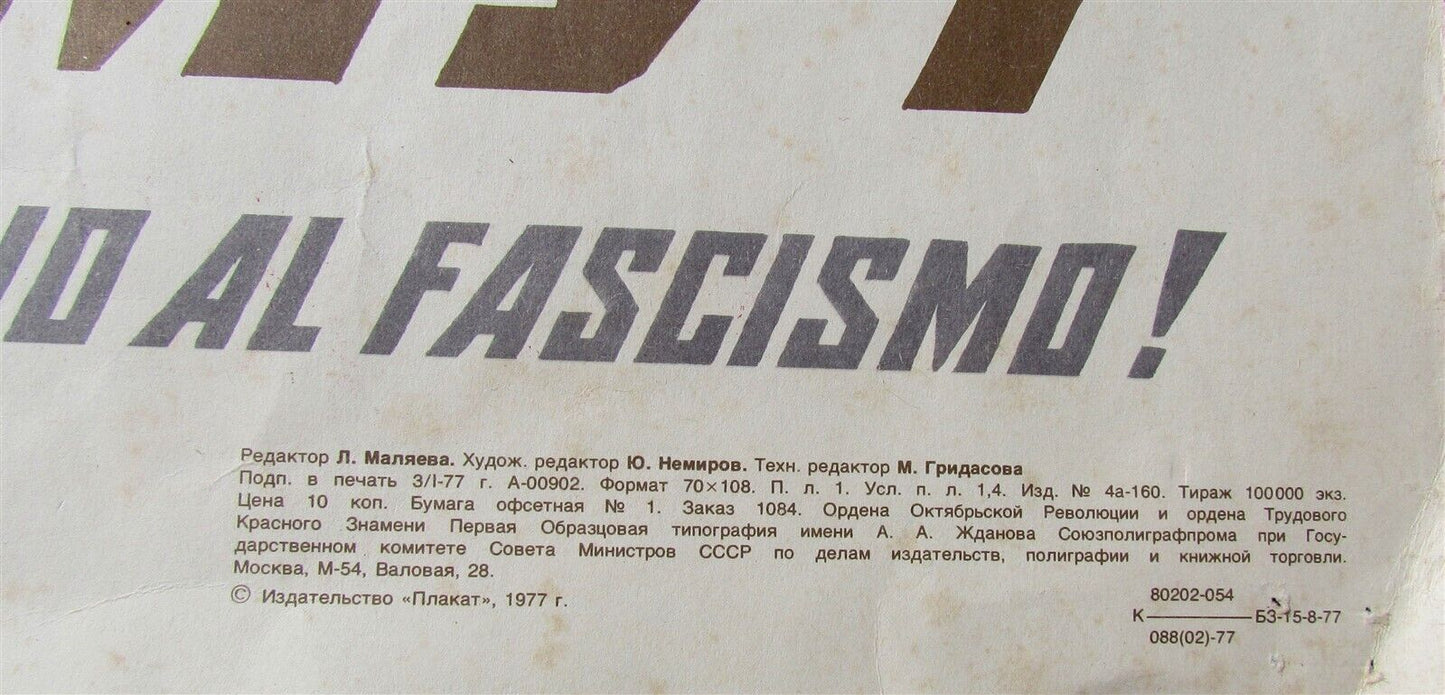 AL FASCISMO!
Редактор Л. Маляева. Худож. редактор Ю. Немиров. Техн. редактор М. Гридасова
Подп. в печать 3/I-77 г. А-00902. Формат 70×108. П. л. 1. Усл. п. л. 1,4. Изд. № 4а-160. Тираж 100000 экз.
Цена 10 коп. Бумага офсетная № 1. Заказ 1084. Ордена Октябрьской Революции и ордена Трудового
Красного Знамени Первая Образцовая типография имени А. А. Жданова Союзполиграфпрома при Госу-
дарственном комитете Совета Министров СССР по делам издательств, полиграфии и книжной торговли.
Москва, М-54, Валовая, 28.
© Издательство «Плакат», 1977 г.
80202-054
К———БЗ-15-8-77
088(02)-77